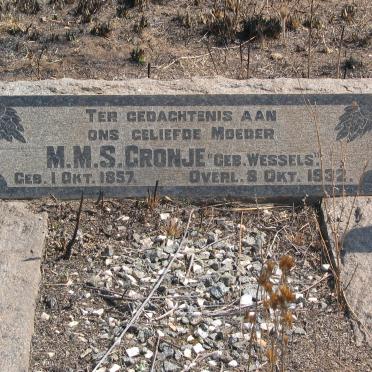 TER GEDACHTENIS AAN
ONS GELIEFDE MOEDER
M.M.S. CRONJE "GEB. WESSELS".
GEB. 1 OKT. 1857. OVERL. 8 OKT. 1932.